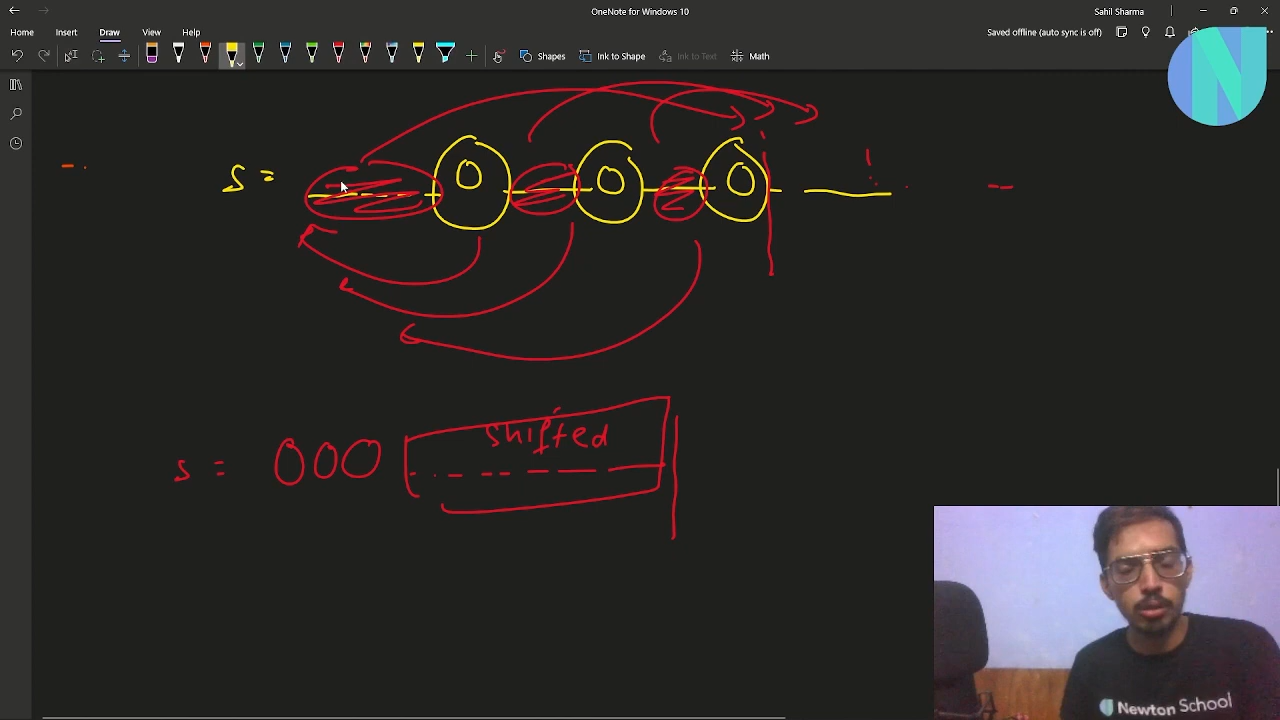 OneNote for Windows 10
Sahil Sharma
Home Insert Draw View Help
Saved offline (auto sync is off)
Shapes Ink to Shape Ink to Text Math
N
s = 0 0 0
s = 000 shifted
Newton School